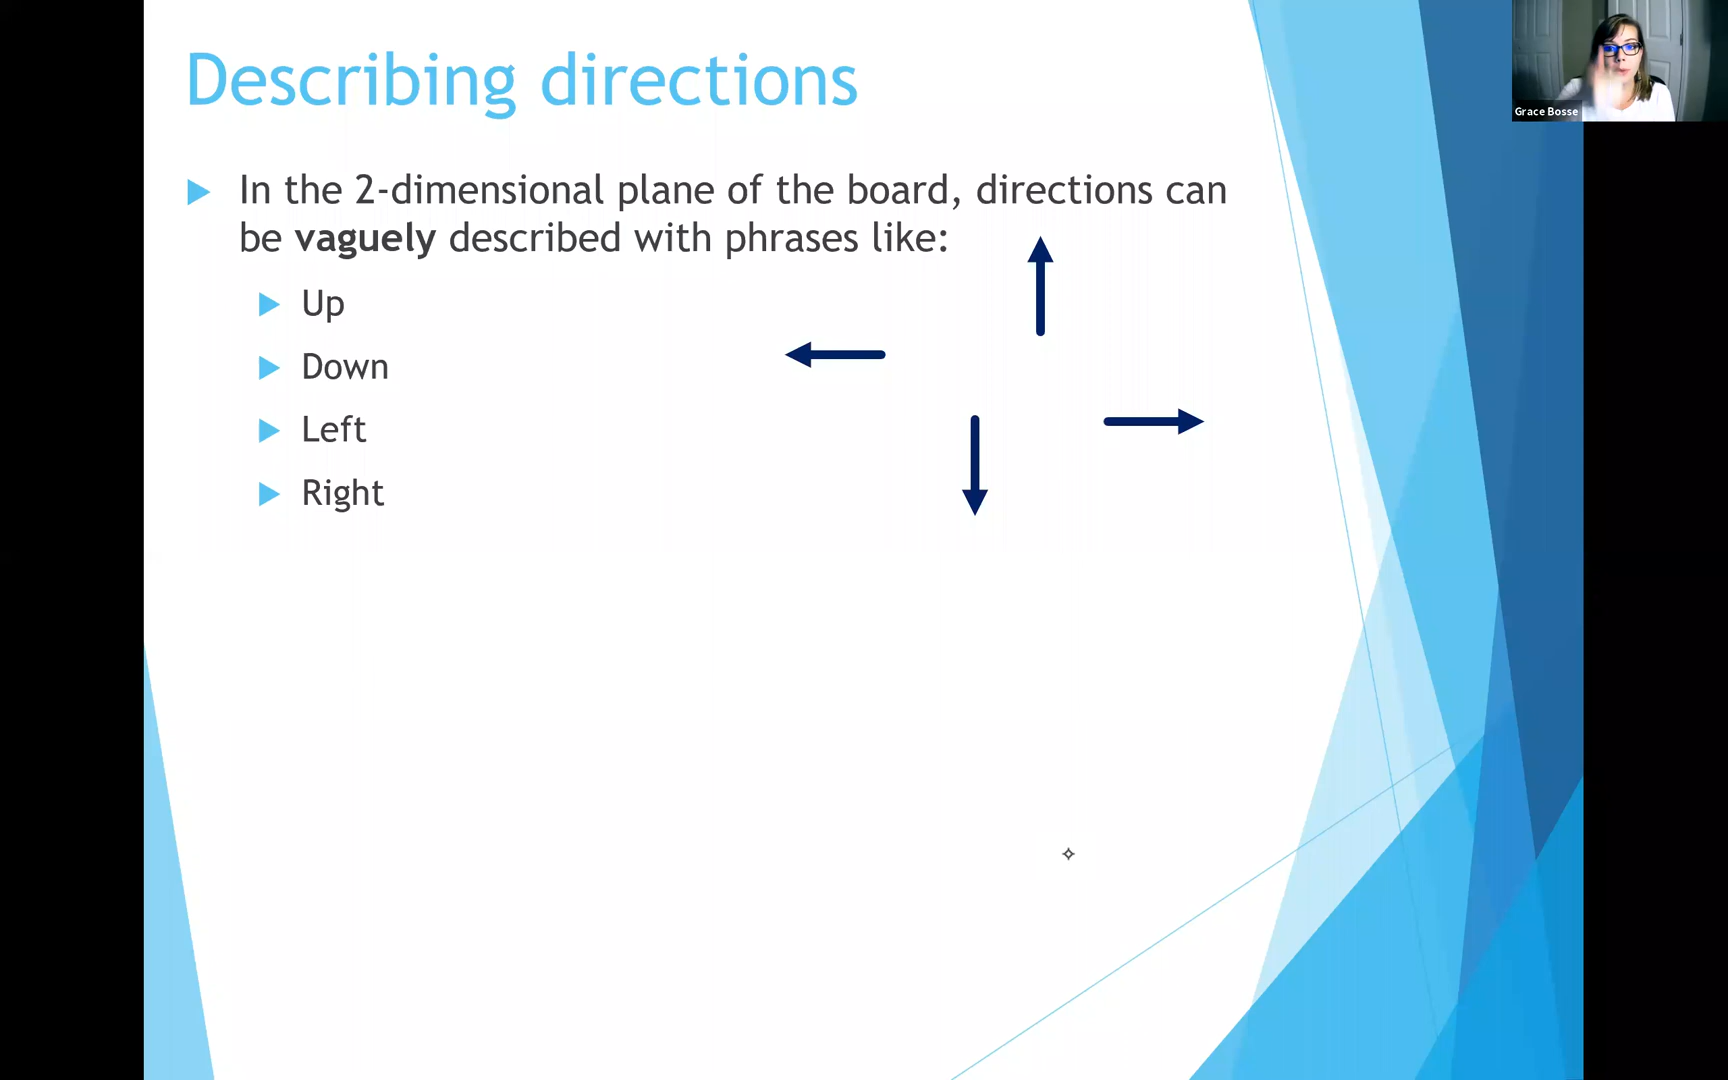 Describing directions
In the 2-dimensional plane of the board, directions can
be vaguely described with phrases like:
Up
Down
Left
Right
Grace Bosse